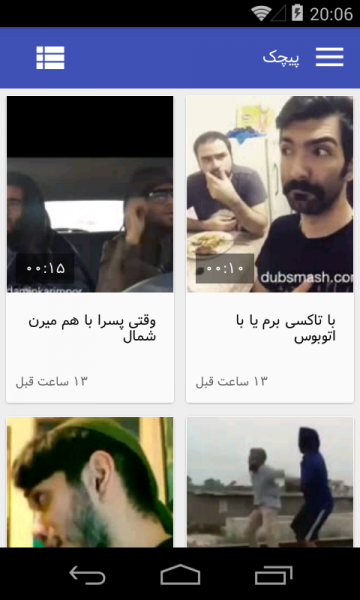 20:06
پیچک
۰۰:۱۰
dubsmash.com
با تاکسی برم یا با
اتوبوس
۱۳ ساعت قبل
۰۰:۱۵
وقتی پسرا با هم میرن
شمال
۱۳ ساعت قبل